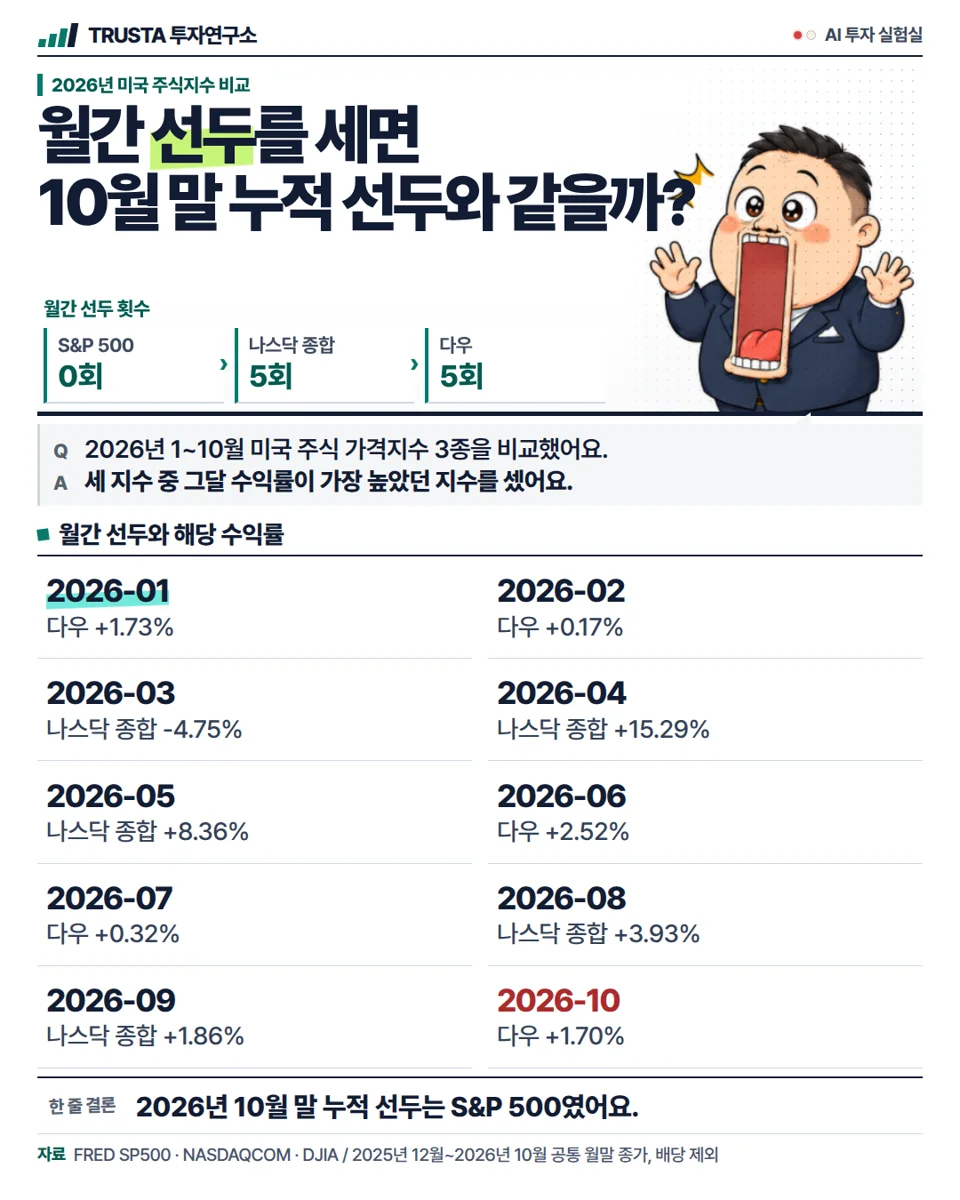 TRUSTA 투자연구소
AI 투자 실험실
2026년 미국 주식지수 비교
월간 선두를 세면
10월 말 누적 선두와 같을까?
월간 선두 횟수
S&P 500
0회
›
나스닥 종합
5회
›
다우
5회
Q 2026년 1~10월 미국 주식 가격지수 3종을 비교했어요.
A 세 지수 중 그달 수익률이 가장 높았던 지수를 셌어요.
월간 선두와 해당 수익률
2026-01
다우 +1.73%
2026-02
다우 +0.17%
2026-03
나스닥 종합 -4.75%
2026-04
나스닥 종합 +15.29%
2026-05
나스닥 종합 +8.36%
2026-06
다우 +2.52%
2026-07
다우 +0.32%
2026-08
나스닥 종합 +3.93%
2026-09
나스닥 종합 +1.86%
2026-10
다우 +1.70%
한 줄 결론 2026년 10월 말 누적 선두는 S&P 500였어요.
자료 FRED SP500 · NASDAQCOM · DJIA / 2025년 12월~2026년 10월 공통 월말 종가, 배당 제외